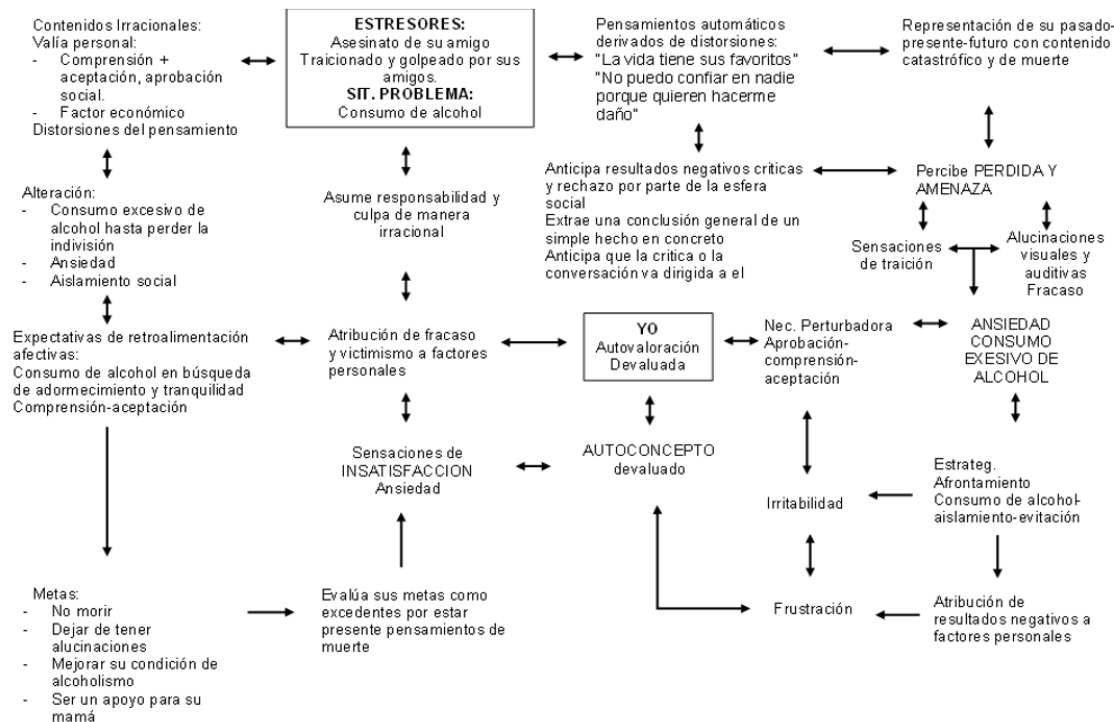 Contenidos Irracionales:
Valía personal:
- Comprensión +
aceptación, aprobación
social.
- Factor económico
Distorsiones del pensamiento
ESTRESORES:
Asesinato de su amigo
Traicionado y golpeado por sus
amigos.
SIT. PROBLEMA:
Consumo de alcohol
Pensamientos automáticos
derivados de distorsiones:
"La vida tiene sus favoritos"
"No puedo confiar en nadie
porque quieren hacerme
daño"
Representación de su pasado-
presente-futuro con contenido
catastrófico y de muerte
Alteración:
- Consumo excesivo de
alcohol hasta perder la
indivisión
- Ansiedad
- Aislamiento social
Asume responsabilidad y
culpa de manera
irracional
Anticipa resultados negativos criticas
y rechazo por parte de la esfera
social
Extrae una conclusión general de un
simple hecho en concreto
Anticipa que la critica o la
conversación va dirigida a el
Percibe PERDIDA Y
AMENAZA
Sensaciones
de traición
Alucinaciones
visuales y
auditivas
Fracaso
Expectativas de retroalimentación
afectivas:
Consumo de alcohol en búsqueda
de adormecimiento y tranquilidad
Comprensión-aceptación
Atribución de fracaso
y victimismo a factores
personales
YO
Autovaloración
Devaluada
Nec. Perturbadora
Aprobación-
comprensión-
aceptación
ANSIEDAD
CONSUMO
EXESIVO DE
ALCOHOL
Sensaciones de
INSATISFACCION
Ansiedad
AUTOCONCEPTO
devaluado
Irritabilidad
Estrateg.
Afrontamiento
Consumo de alcohol-
aislamiento-evitación
Metas:
- No morir
- Dejar de tener
alucinaciones
- Mejorar su condición de
alcoholismo
- Ser un apoyo para su
mamá
Evalúa sus metas como
excedentes por estar
presente pensamientos de
muerte
Frustración
Atribución de
resultados negativos a
factores personales